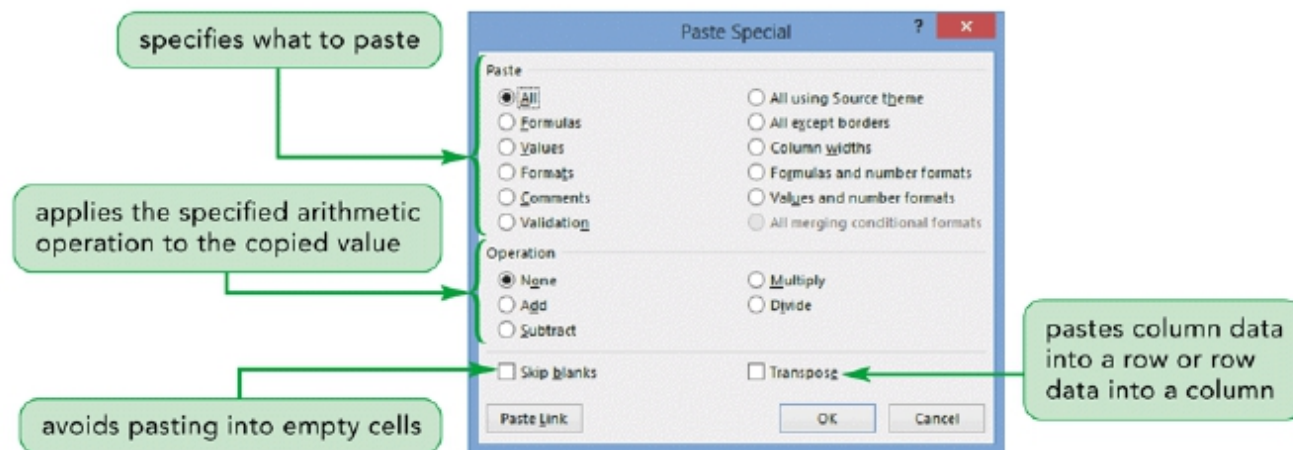 specifies what to paste
Paste Special
?
×
Paste
All
All using Source theme
Formulas
All except borders
Values
Column widths
Formats
Formulas and number formats
Comments
Values and number formats
Validation
All merging conditional formats
applies the specified arithmetic
operation to the copied value
Operation
None
Multiply
Add
Divide
Subtract
Skip blanks
Transpose
pastes column data
into a row or row
data into a column
avoids pasting into empty cells
Paste Link
OK
Cancel